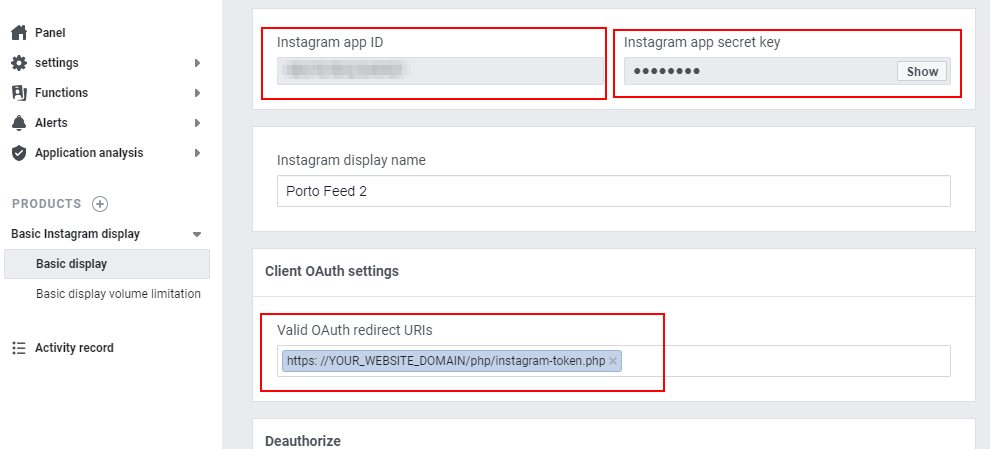 Panel
settings
Functions
Alerts
Application analysis
PRODUCTS
Basic Instagram display
Basic display
Basic display volume limitation
Activity record
Instagram app ID
Instagram app secret key
●●●●●●●● Show
Instagram display name
Porto Feed 2
Client OAuth settings
Valid OAuth redirect URIs
https: //YOUR_WEBSITE_DOMAIN/php/instagram-token.php ×
Deauthorize